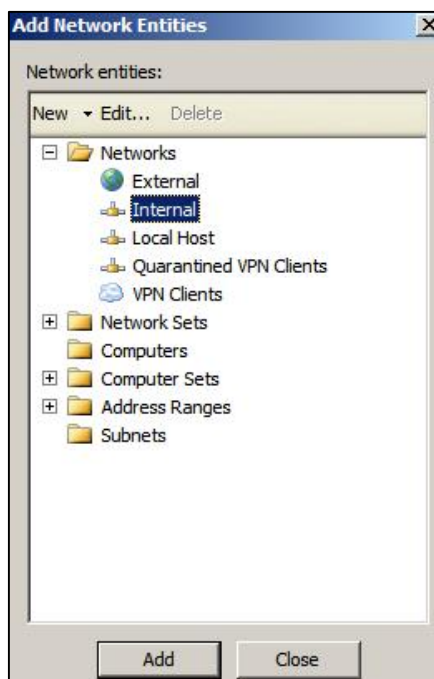 Add Network Entities
Network entities:
New Edit... Delete
Networks
External
Internal
Local Host
Quarantined VPN Clients
VPN Clients
Network Sets
Computers
Computer Sets
Address Ranges
Subnets
Add Close